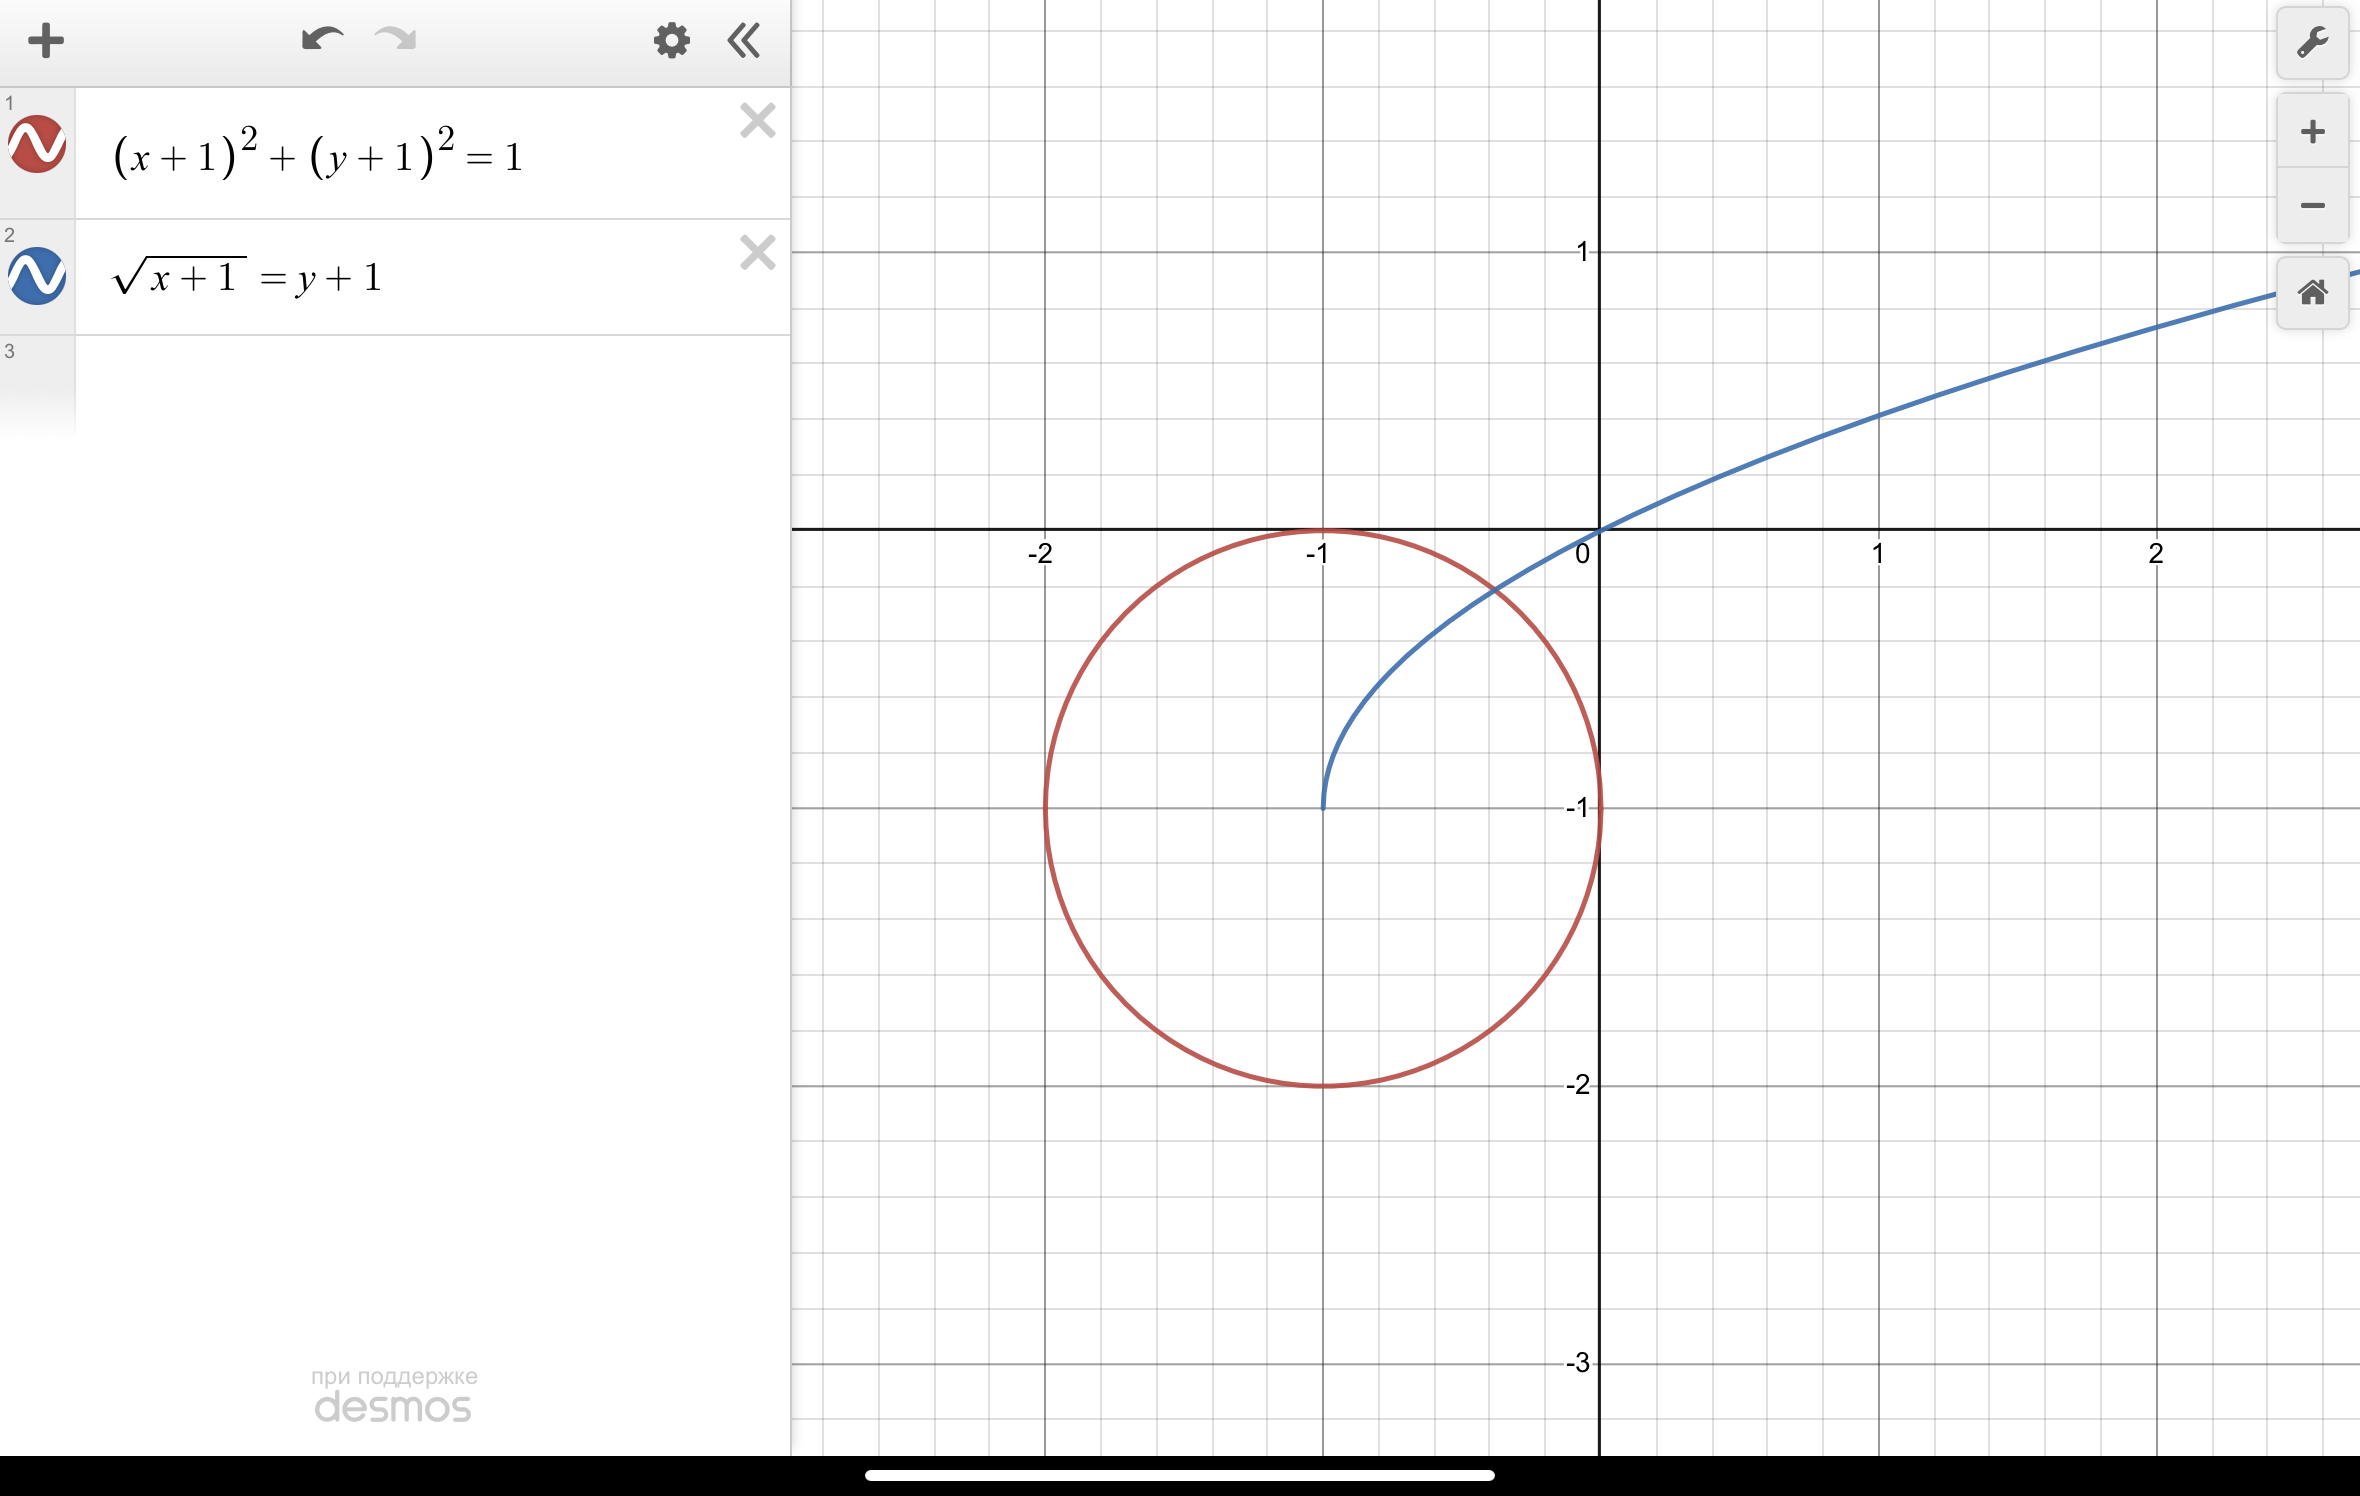 1
(x + 1)² + (y + 1)² = 1
2
√x + 1 = y + 1
3
1
-2 -1 0 1 2
-1
-2
-3
при поддержке
desmos